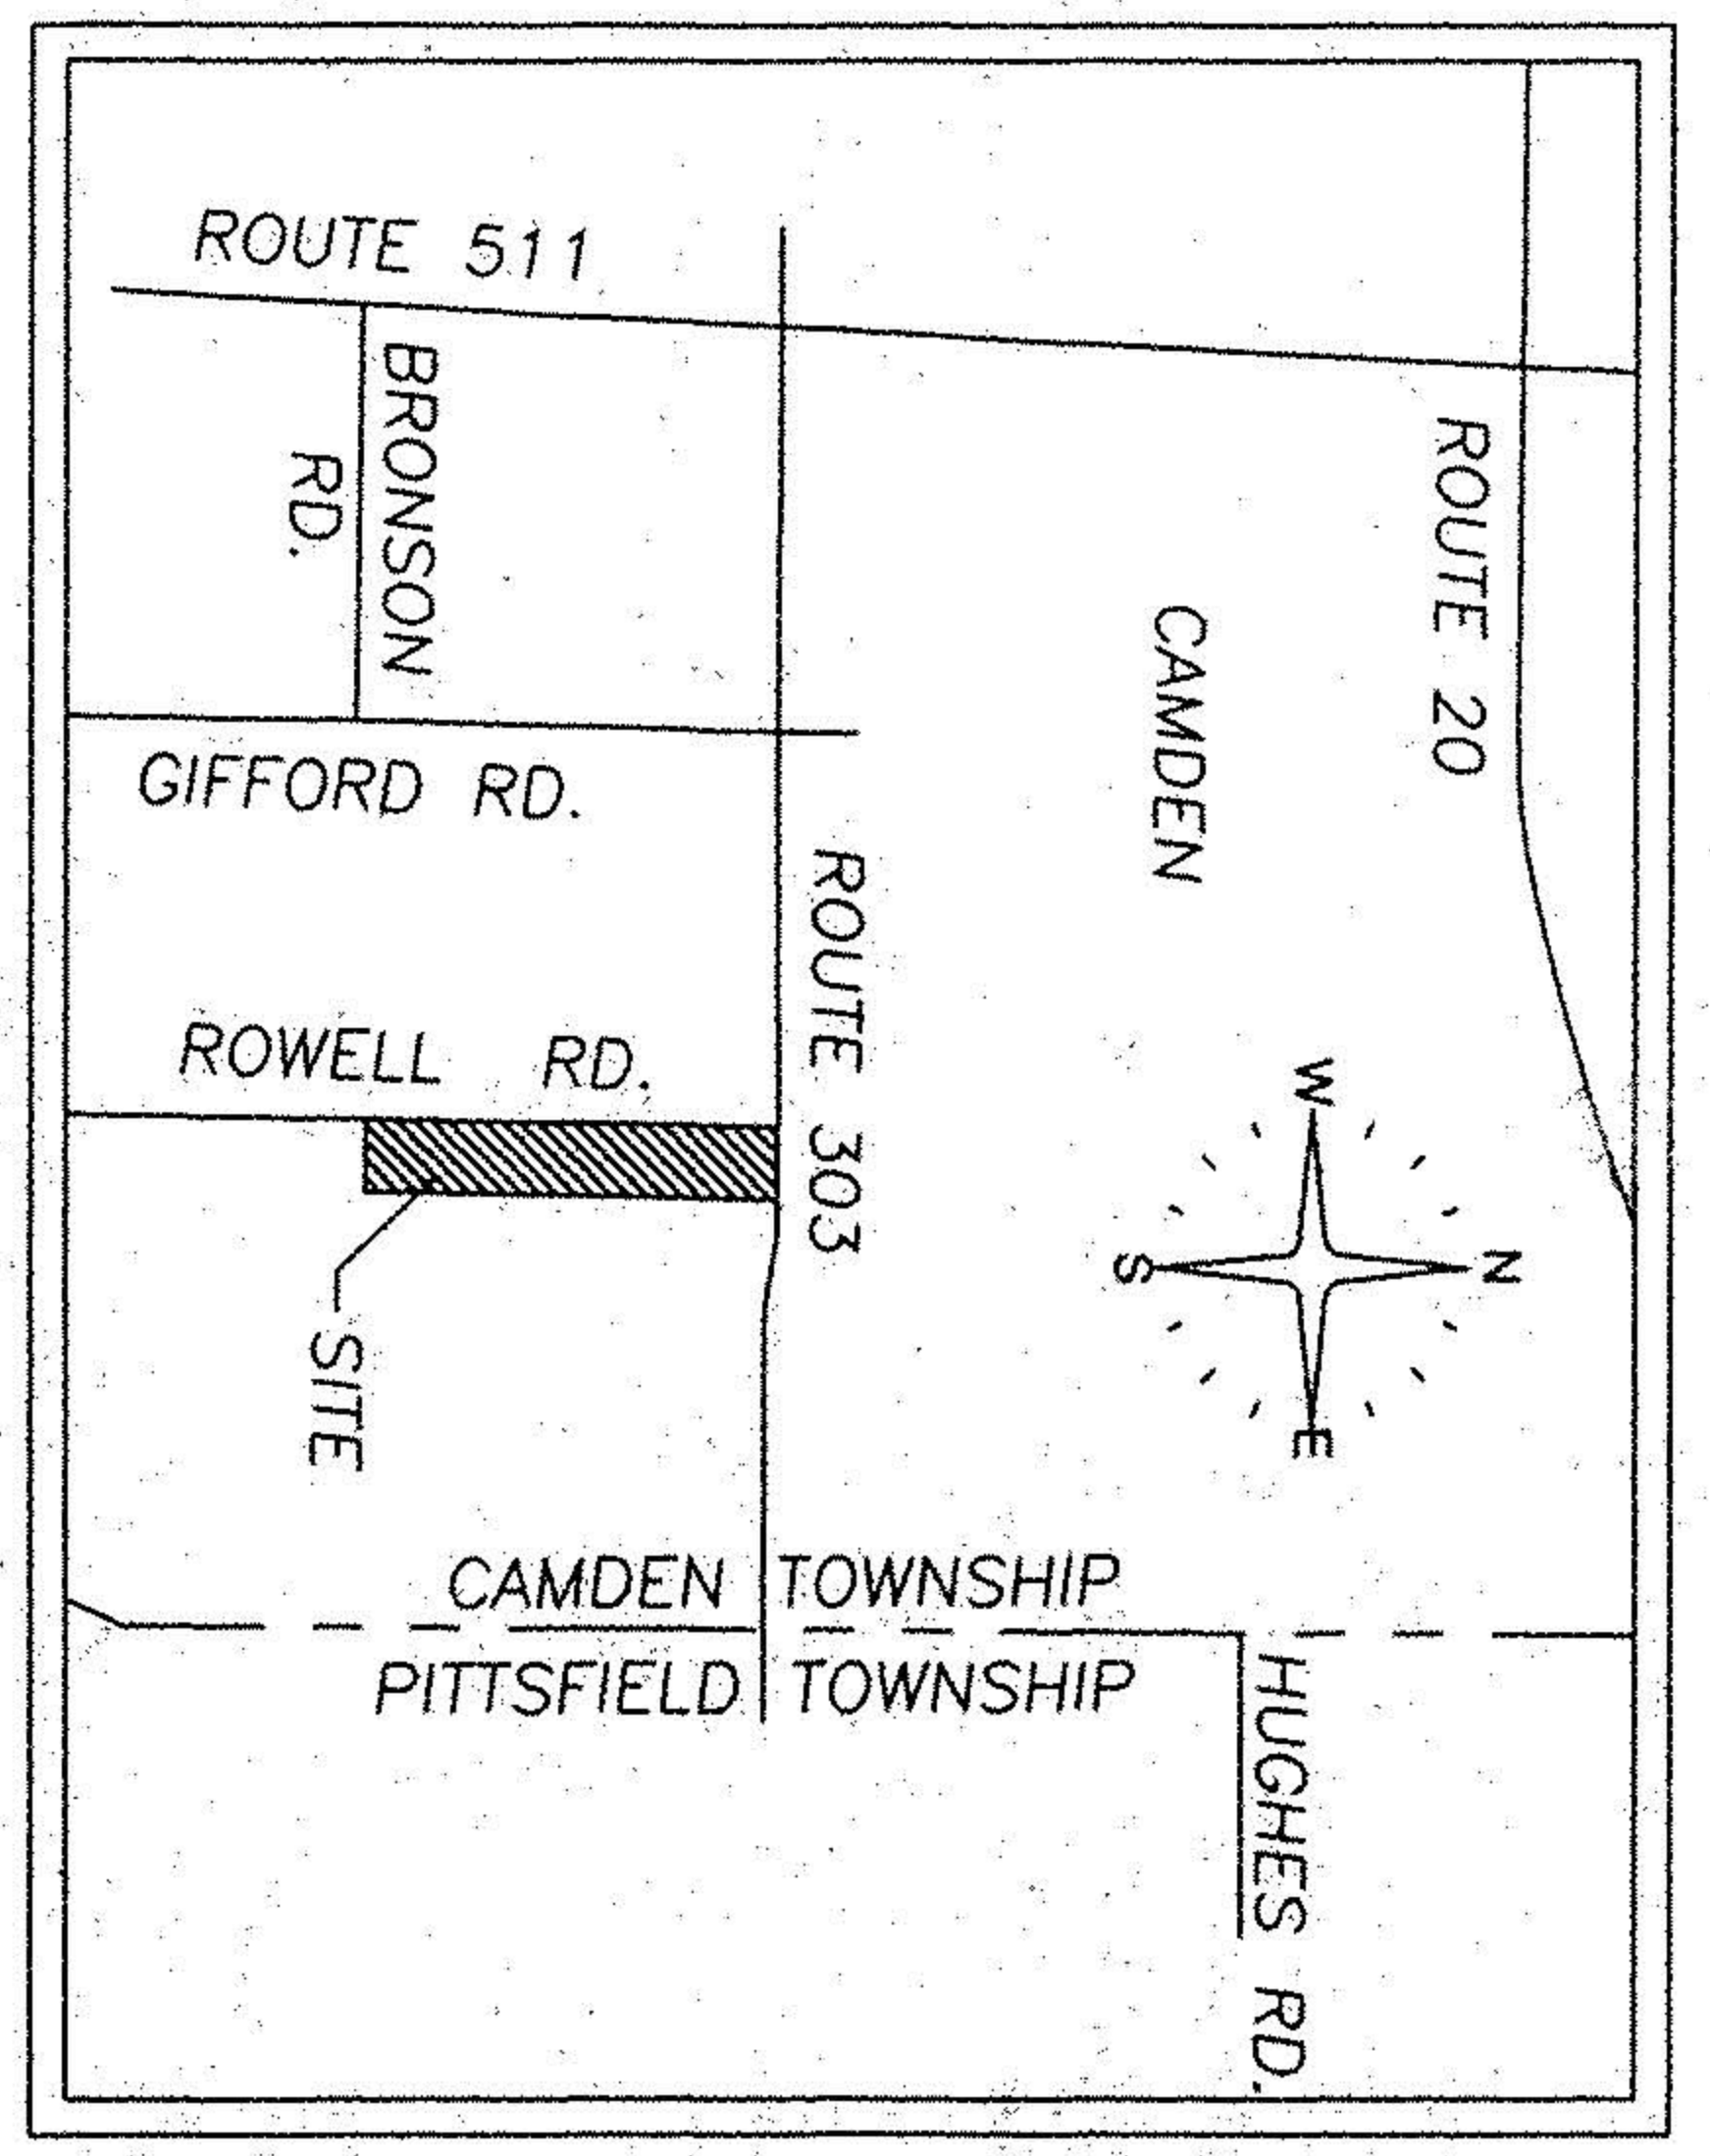 ROUTE 511
BRONSON
RD.
GIFFORD RD.
ROUTE 20
CAMDEN
ROUTE 303
ROWELL RD.
SITE
W
N
S
E
CAMDEN TOWNSHIP
PITTSFIELD TOWNSHIP
HUGHES RD.